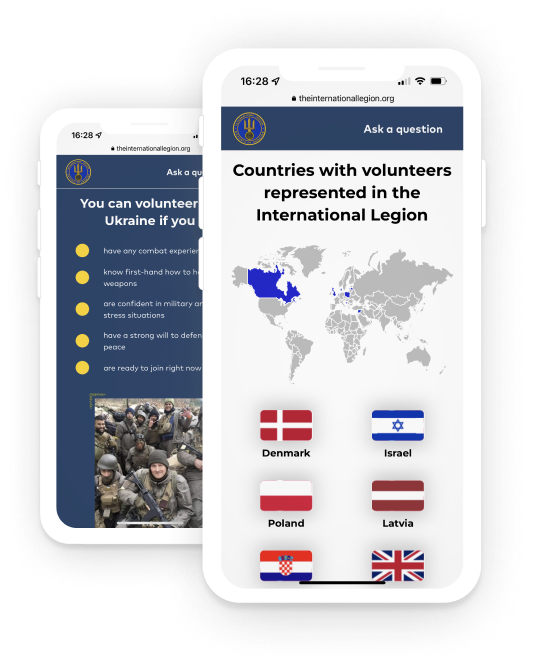 16:28
theinternationallegion.org
Ask a qu
You can volunteer
Ukraine if you
have any combat experien
know first-hand how to h
weapons
are confident in military a
stress situations
have a strong will to defen
peace
are ready to join right now
16:28
theinternationallegion.org
Ask a question
Countries with volunteers
represented in the
International Legion
Denmark
Israel
Poland
Latvia